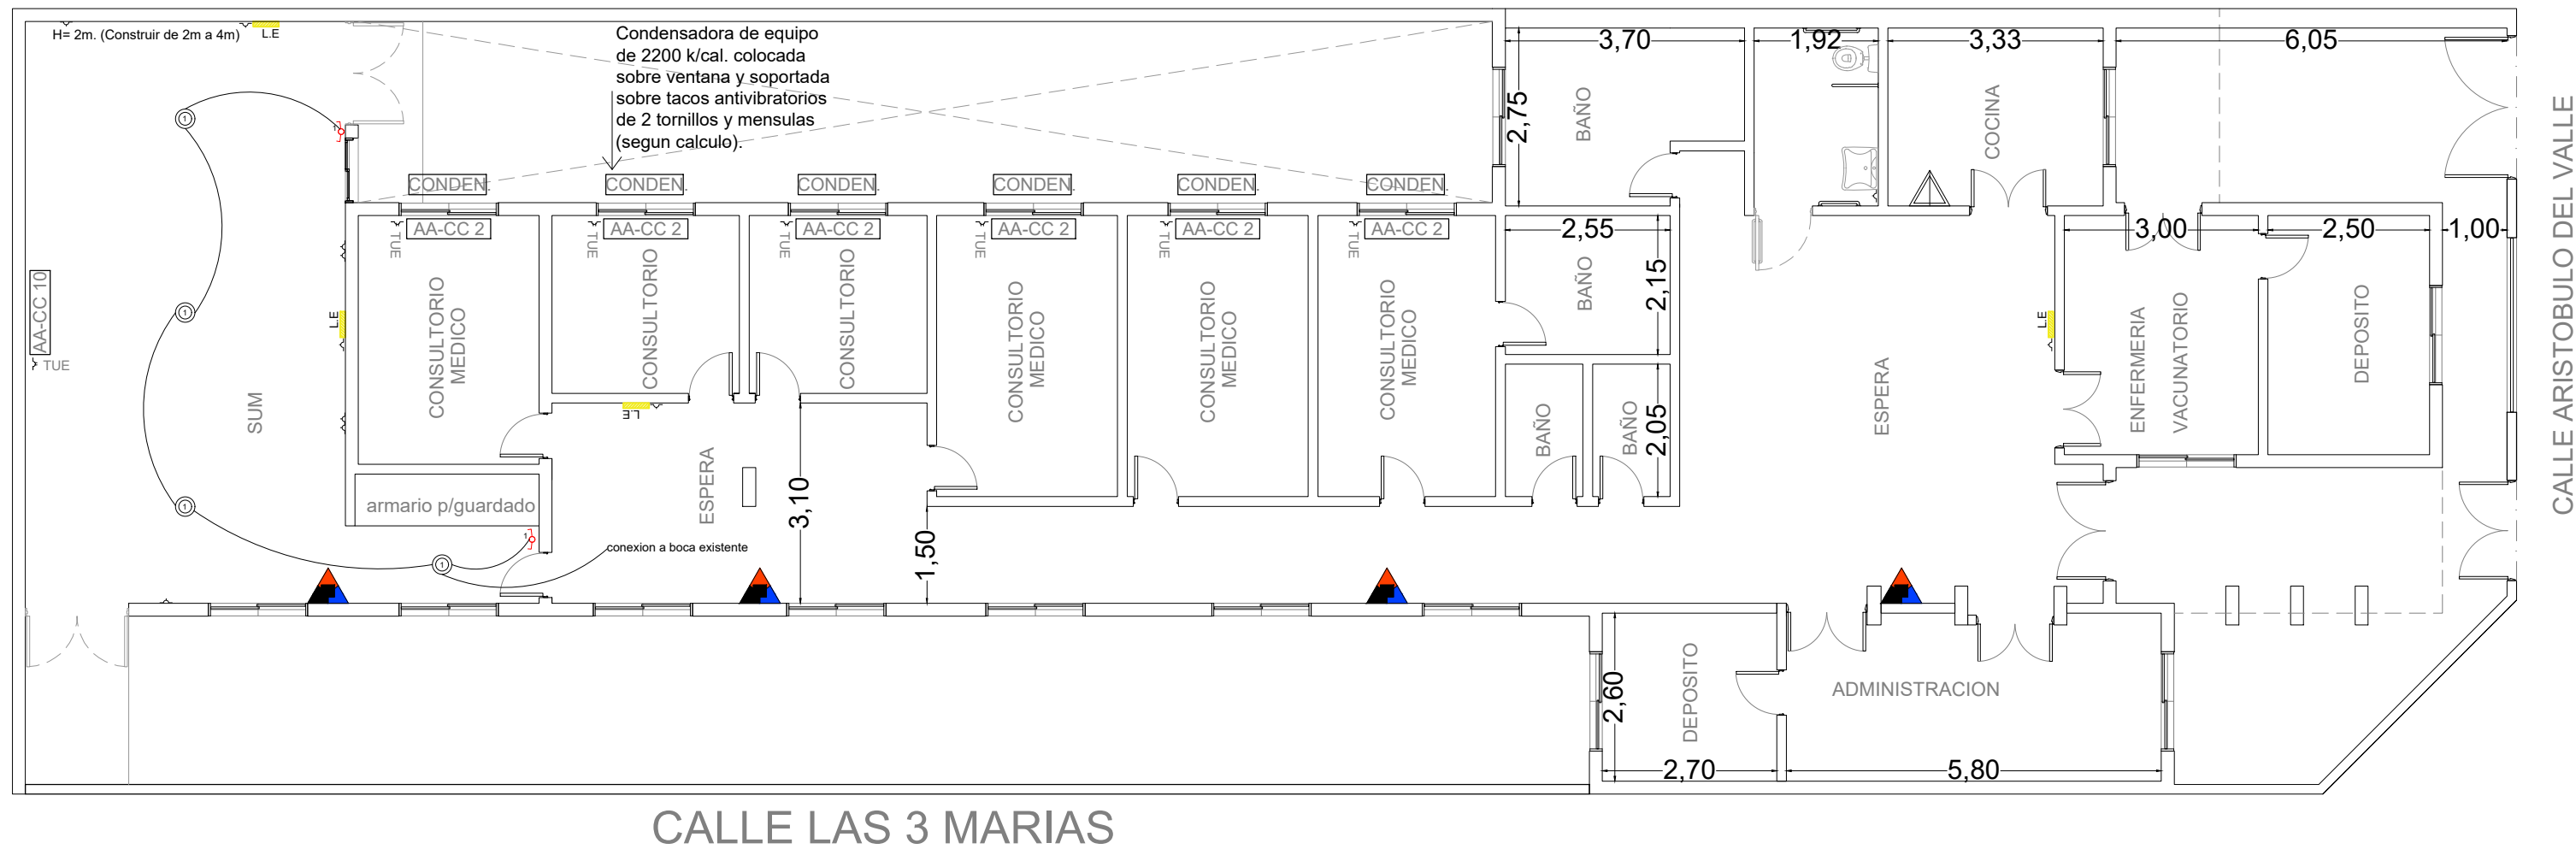 H= 2m. (Construir de 2m a 4m)
L.E
Condensadora de equipo
de 2200 k/cal. colocada
sobre ventana y soportada
sobre tacos antivibratorios
de 2 tornillos y mensulas
(segun calculo).
3,70
1,92
3,33
6,05
2,75
BAÑO
COCINA
CALLE ARISTOBULO DEL VALLE
1
1
CONDEN.
CONDEN.
CONDEN.
CONDEN.
CONDEN.
CONDEN.
AA-CC 2
AA-CC 2
AA-CC 2
AA-CC 2
AA-CC 2
AA-CC 2
TUE
TUE
TUE
TUE
TUE
TUE
2,55
3,00
2,50
1,00
2,15
BAÑO
AA-CC 10
TUE
1
L.E
L.E
SUM
CONSULTORIO
MEDICO
CONSULTORIO
CONSULTORIO
CONSULTORIO
MEDICO
CONSULTORIO
MEDICO
CONSULTORIO
MEDICO
ESPERA
ENFERMERIA
VACUNATORIO
DEPOSITO
L.E
BAÑO
BAÑO
2,05
ESPERA
3,10
armario p/guardado
1
1
1,50
conexion a boca existente
1
DEPOSITO
2,60
2,70
ADMINISTRACION
5,80
CALLE LAS 3 MARIAS